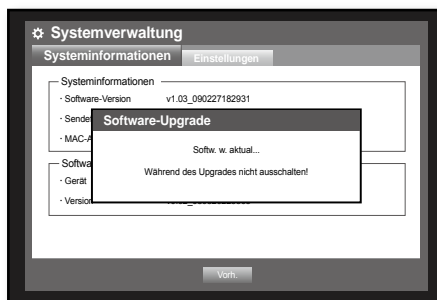 Systemverwaltung
Systeminformationen
Einstellungen
Systeminformationen
· Software-Version v1.03_090227182931
· Sende
· MAC-A
Software-Upgrade
Softw. w. aktual...
Während des Upgrades nicht ausschalten!
Softwa
· Gerät
· Version
Vorh.